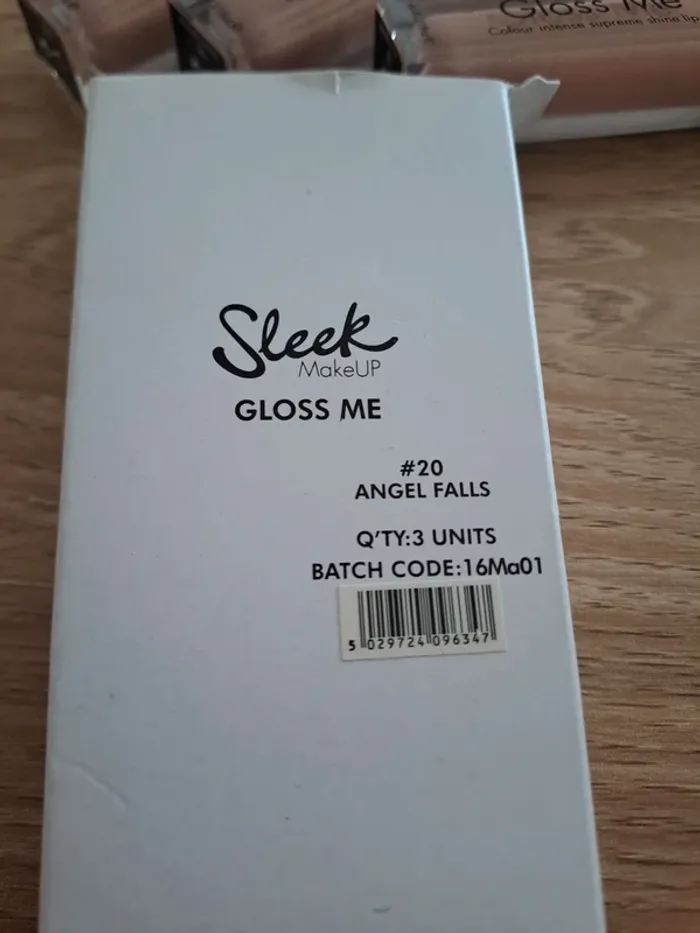 Gloss Me
Colour intense supreme shine lip
Sleek
MakeUP
GLOSS ME
#20
ANGEL FALLS
Q'TY:3 UNITS
BATCH CODE:16Ma01
5 029724 096347